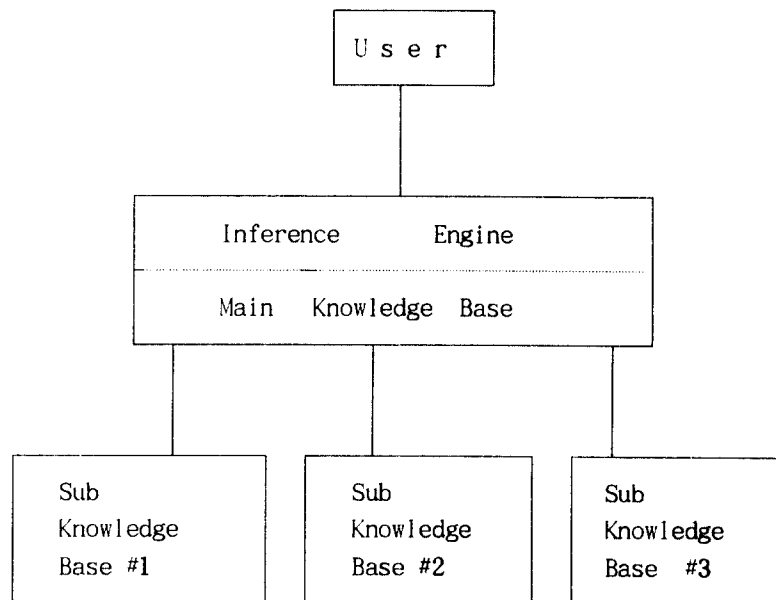 User
Inference Engine
Main Knowledge Base
Sub
Knowledge
Base #1
Sub
Knowledge
Base #2
Sub
Knowledge
Base #3